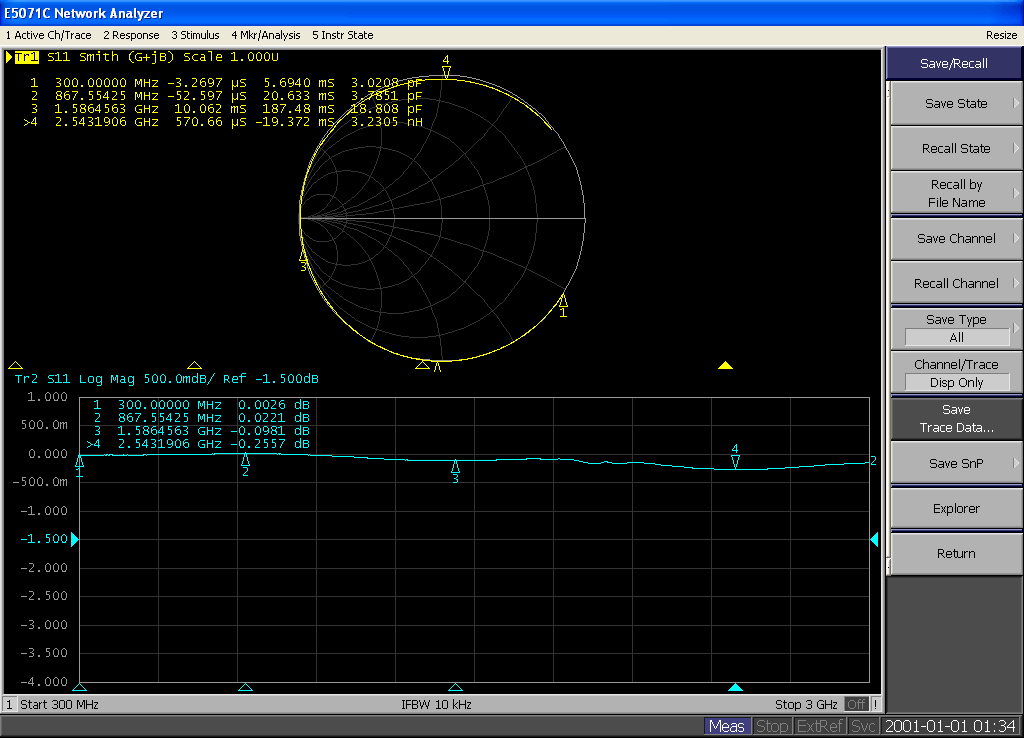 E5071C Network Analyzer
1 Active Ch/Trace 2 Response 3 Stimulus 4 Mkr/Analysis 5 Instr State Resize
Tr1 S11 Smith (G+jB) Scale 1.000U
1 300.00000 MHz -3.2697 µS 5.6940 mS 3.0208 pF
2 867.55425 MHz -52.597 µS 20.633 mS 3.7851 pF
3 1.5864563 GHz 10.062 mS 187.48 mS 18.808 pF
>4 2.5431906 GHz 570.66 µS -19.372 mS 3.2305 nH
4
3
1
Tr2 S11 Log Mag 500.0mdB/ Ref -1.500dB
1 300.00000 MHz 0.0026 dB
2 867.55425 MHz 0.0221 dB
3 1.5864563 GHz -0.0981 dB
>4 2.5431906 GHz -0.2557 dB
1.000
500.0m
0.000
-500.0m
-1.000
-1.500
-2.000
-2.500
-3.000
-3.500
-4.000
1
2
3
4
2
1 Start 300 MHz IFBW 10 kHz Stop 3 GHz Off !
Save/Recall
Save State
Recall State
Recall by
File Name
Save Channel
Recall Channel
Save Type
All
Channel/Trace
Disp Only
Save
Trace Data...
Save SnP
Explorer
Return
Meas Stop ExtRef Svc 2001-01-01 01:34